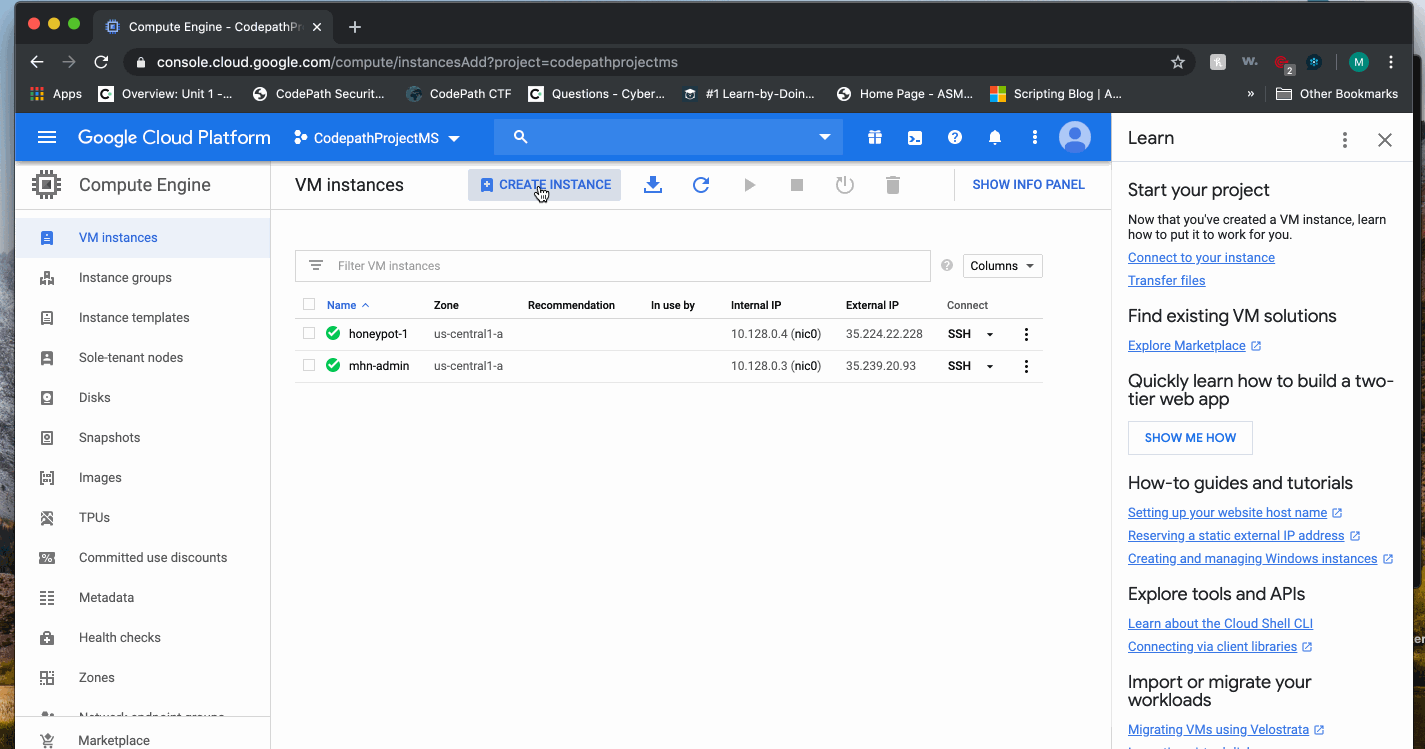 Compute Engine - CodepathPr
console.cloud.google.com/compute/instancesAdd?project=codepathprojectms
2
M
Apps
Overview: Unit 1 -...
CodePath Securit...
CodePath CTF
Questions - Cyber...
#1 Learn-by-Doin...
Home Page - ASM...
Scripting Blog | A...
»
Other Bookmarks
Google Cloud Platform
CodepathProjectMS
Learn
Compute Engine
VM instances
CREATE INSTANCE
SHOW INFO PANEL
VM instances
Instance groups
Instance templates
Sole-tenant nodes
Disks
Snapshots
Images
TPUs
Committed use discounts
Metadata
Health checks
Zones
Network endpoint groups
Marketplace
Filter VM instances
Columns
Name Zone Recommendation In use by Internal IP External IP Connect
honeypot-1 us-central1-a 10.128.0.4 (nic0) 35.224.22.228 SSH
mhn-admin us-central1-a 10.128.0.3 (nic0) 35.239.20.93 SSH
Start your project
Now that you've created a VM instance, learn
how to put it to work for you.
Connect to your instance
Transfer files
Find existing VM solutions
Explore Marketplace
Quickly learn how to build a two-
tier web app
SHOW ME HOW
How-to guides and tutorials
Setting up your website host name
Reserving a static external IP address
Creating and managing Windows instances
Explore tools and APIs
Learn about the Cloud Shell CLI
Connecting via client libraries
Import or migrate your
workloads
Migrating VMs using Velostrata
er